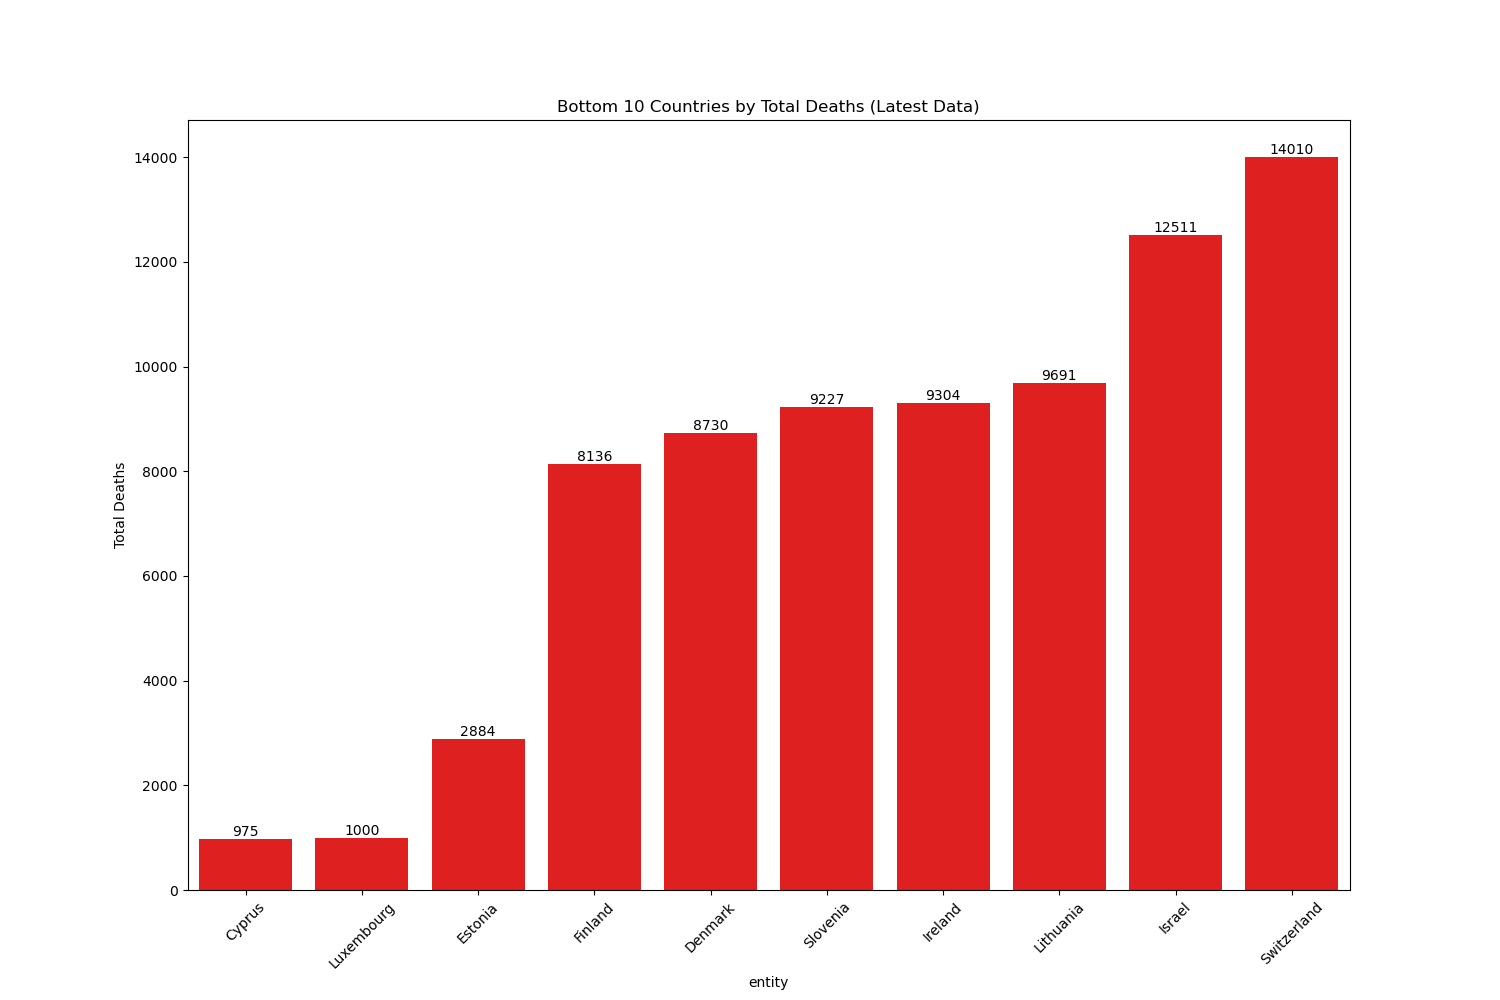 Bottom 10 Countries by Total Deaths (Latest Data)
Total Deaths
14000
12000
10000
8000
6000
4000
2000
0
975
1000
2884
8136
8730
9227
9304
9691
12511
14010
Cyprus
Luxembourg
Estonia
Finland
Denmark
Slovenia
Ireland
Lithuania
Israel
Switzerland
entity